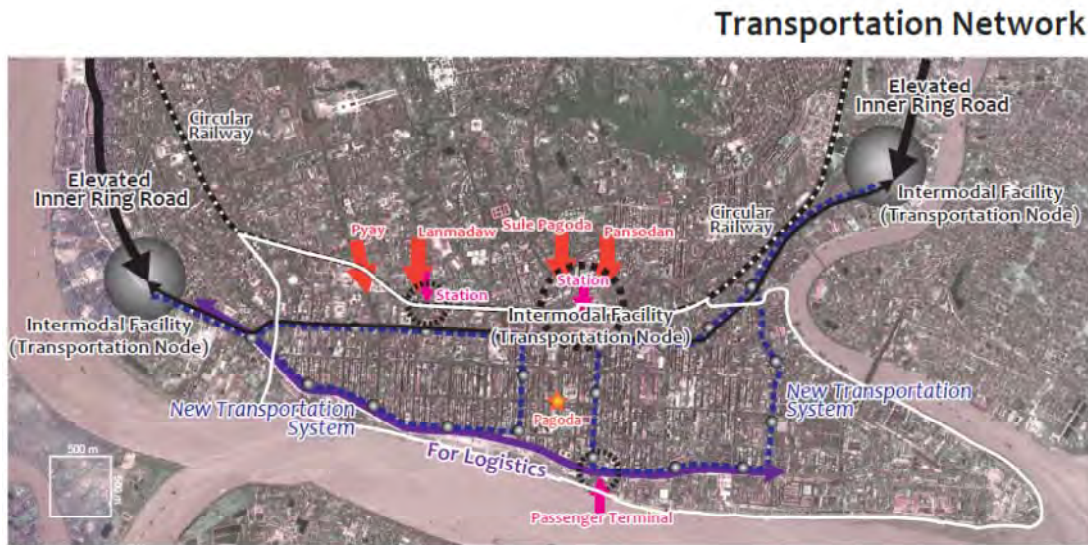 Transportation Network
Elevated
Inner Ring Road
Circular
Railway
Elevated
Inner Ring Road
Intermodal Facility
(Transportation Node)
Circular
Railway
Pyay
Lanmadaw
Sule Pagoda
Pansodan
Station
Station
Intermodal Facility
(Transportation Node)
Intermodal Facility
(Transportation Node)
New Transportation
System
Pagoda
New Transportation
System
For Logistics
500 m
500 m
Passenger Terminal